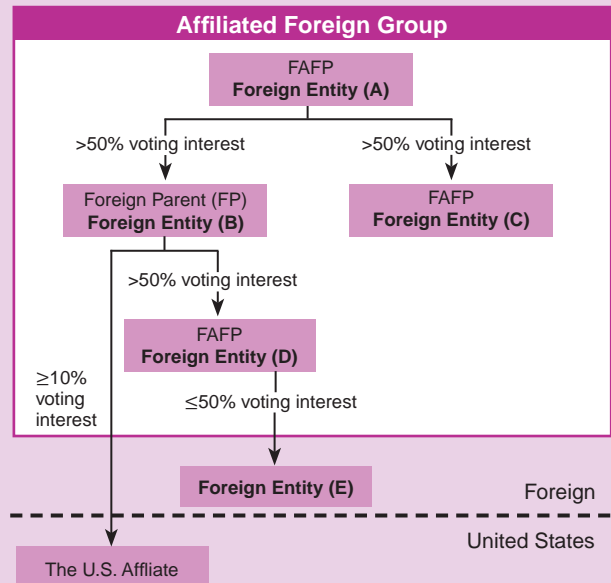 Affiliated Foreign Group
FAFP
Foreign Entity (A)
>50% voting interest
>50% voting interest
Foreign Parent (FP)
Foreign Entity (B)
FAFP
Foreign Entity (C)
>50% voting interest
FAFP
Foreign Entity (D)
≥10%
voting
interest
≤50% voting interest
Foreign Entity (E)
Foreign
United States
The U.S. Affliate